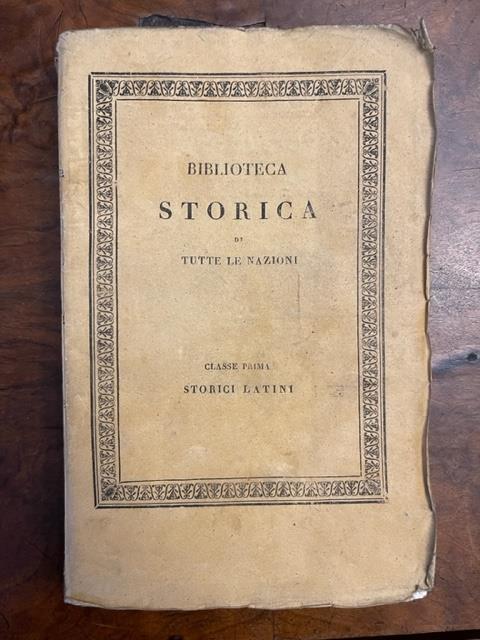 BIBLIOTECA
STORICA
DI
TUTTE LE NAZIONI
CLASSE PRIMA
STORICI LATINI